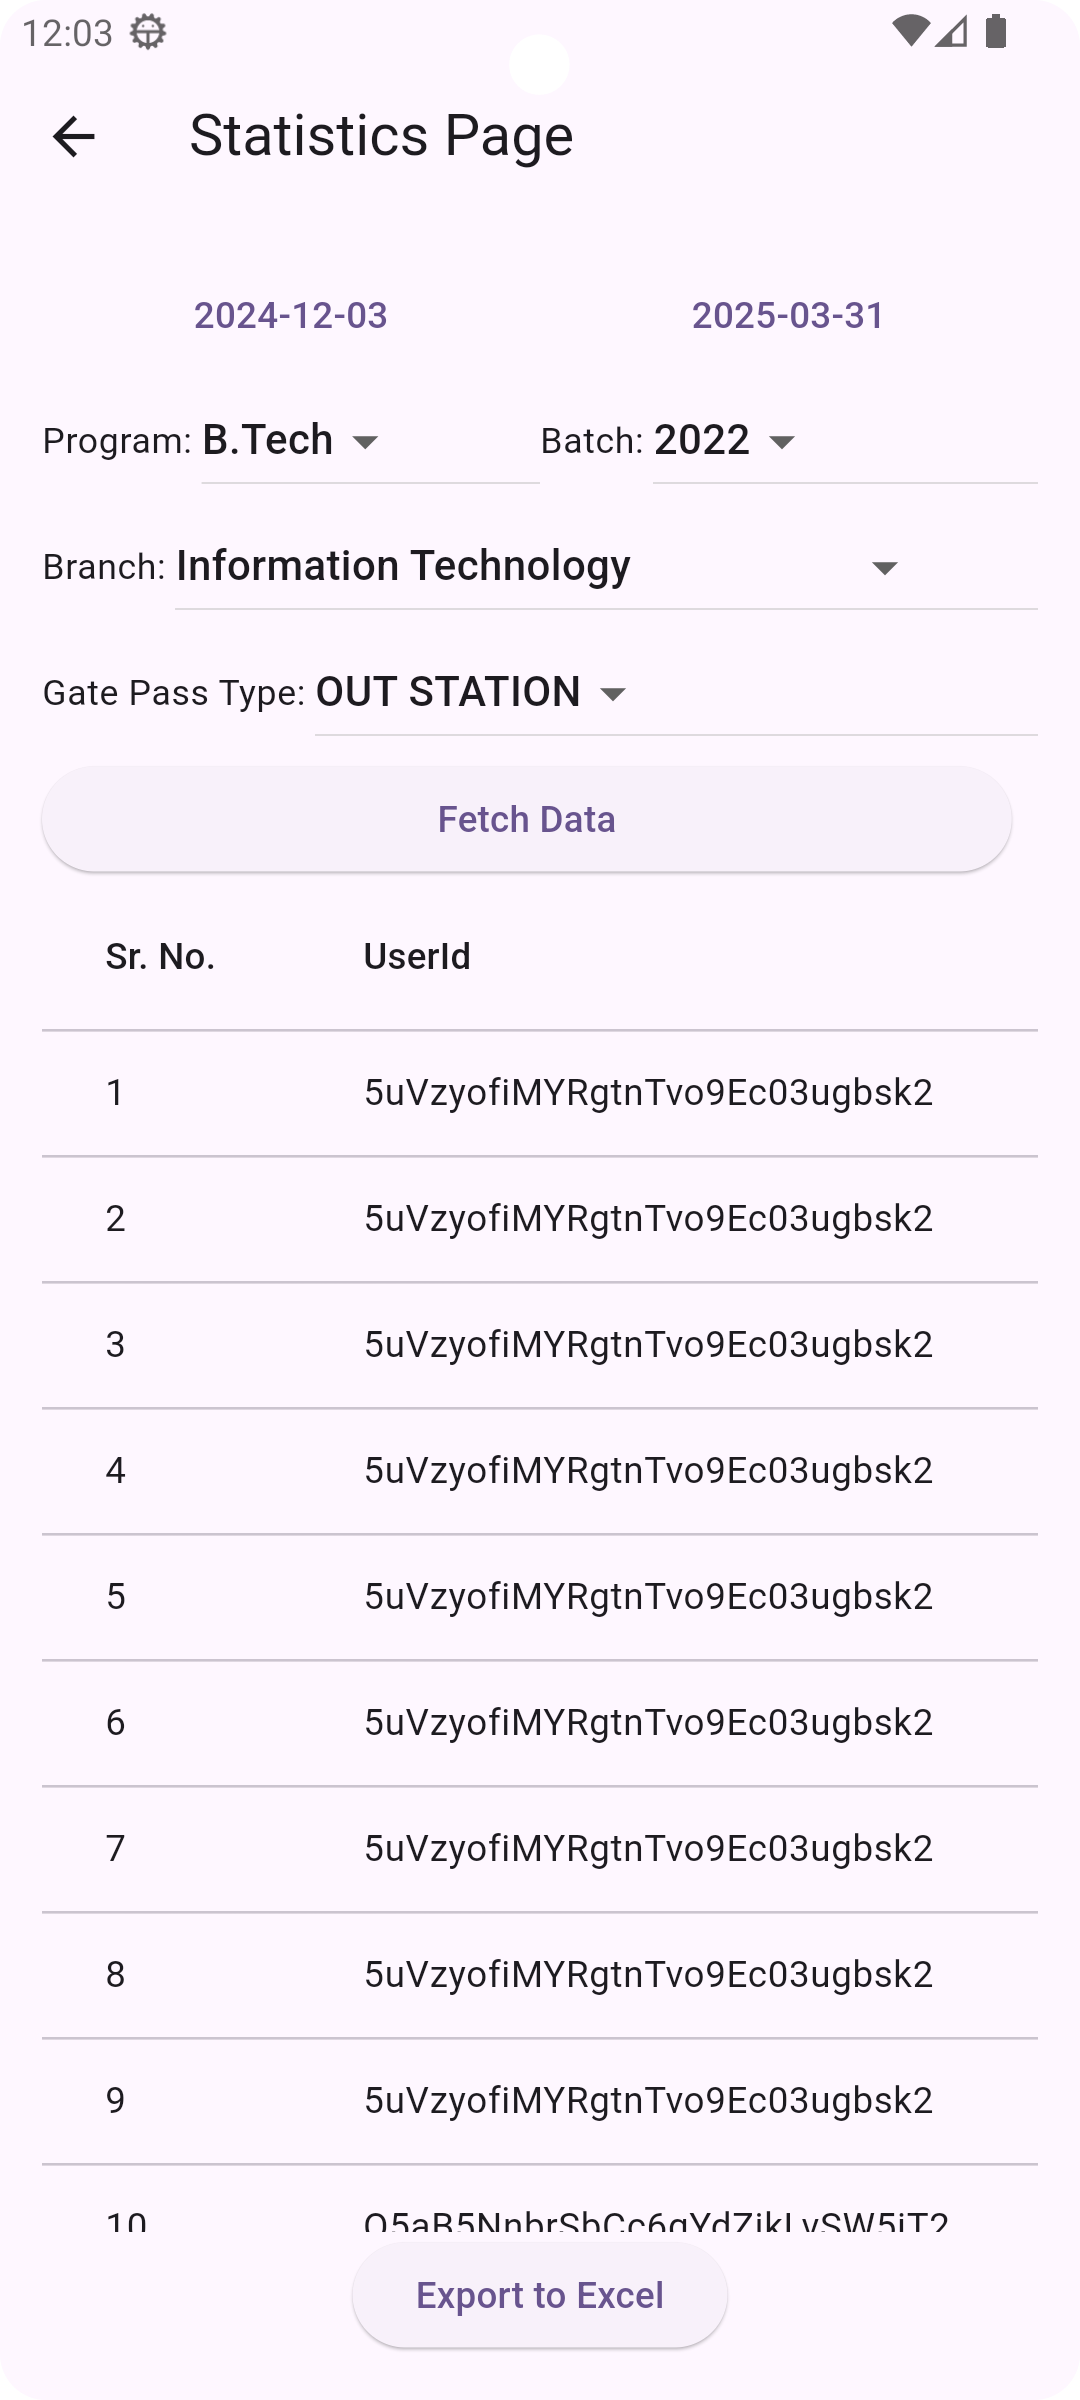 12:03
Statistics Page
2024-12-03 2025-03-31
Program: B.Tech Batch: 2022
Branch: Information Technology
Gate Pass Type: OUT STATION
Fetch Data
Sr. No. UserId
1 5uVzyofiMYRgtnTvo9Ec03ugbsk2
2 5uVzyofiMYRgtnTvo9Ec03ugbsk2
3 5uVzyofiMYRgtnTvo9Ec03ugbsk2
4 5uVzyofiMYRgtnTvo9Ec03ugbsk2
5 5uVzyofiMYRgtnTvo9Ec03ugbsk2
6 5uVzyofiMYRgtnTvo9Ec03ugbsk2
7 5uVzyofiMYRgtnTvo9Ec03ugbsk2
8 5uVzyofiMYRgtnTvo9Ec03ugbsk2
9 5uVzyofiMYRgtnTvo9Ec03ugbsk2
10
Export to Excel